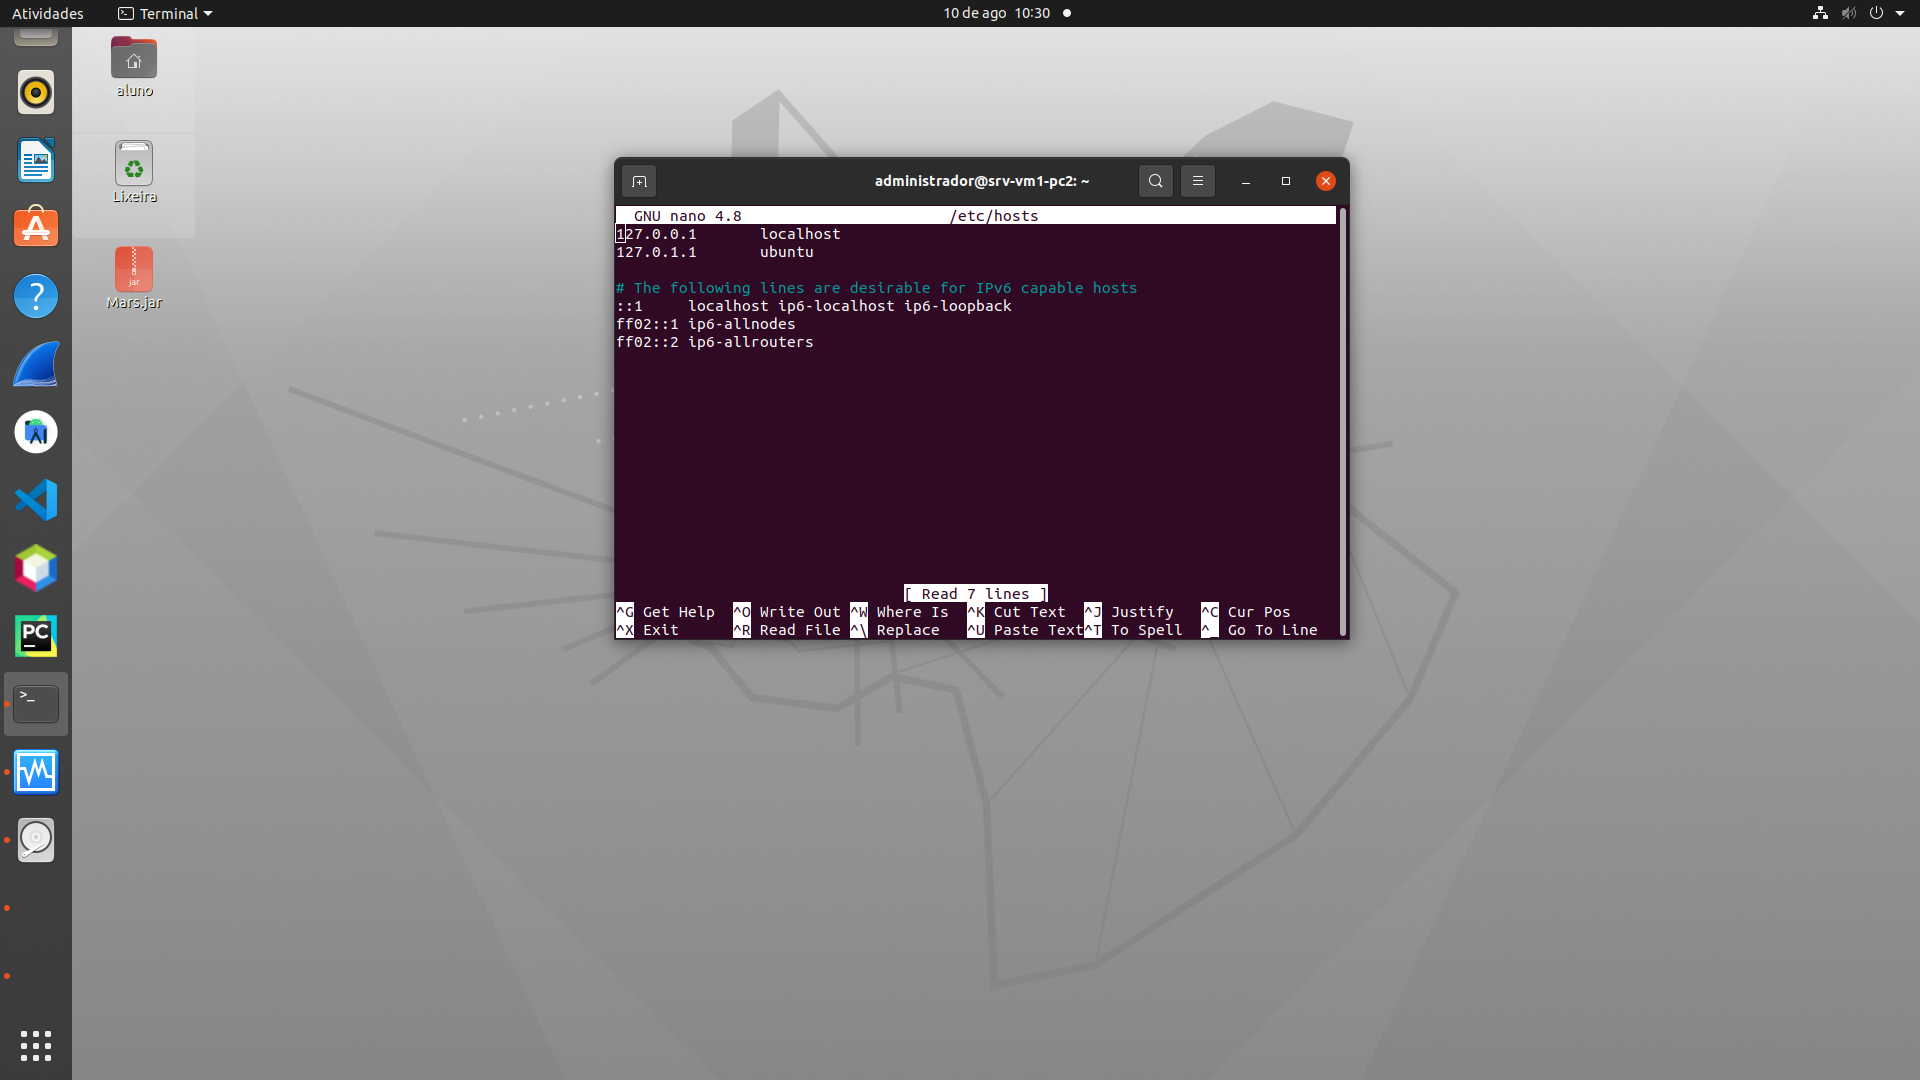 Atividades
Terminal
10 de ago 10:30
aluno
Lixeira
jar
Mars.jar
A
?
AI
PC
>_
administrador@srv-vm1-pc2: ~
GNU nano 4.8 /etc/hosts
127.0.0.1 localhost
127.0.1.1 ubuntu
# The following lines are desirable for IPv6 capable hosts
::1 localhost ip6-localhost ip6-loopback
ff02::1 ip6-allnodes
ff02::2 ip6-allrouters
[ Read 7 lines ]
^G Get Help ^O Write Out ^W Where Is ^K Cut Text ^J Justify ^C Cur Pos
^X Exit ^R Read File ^\ Replace ^U Paste Text ^T To Spell ^_ Go To Line